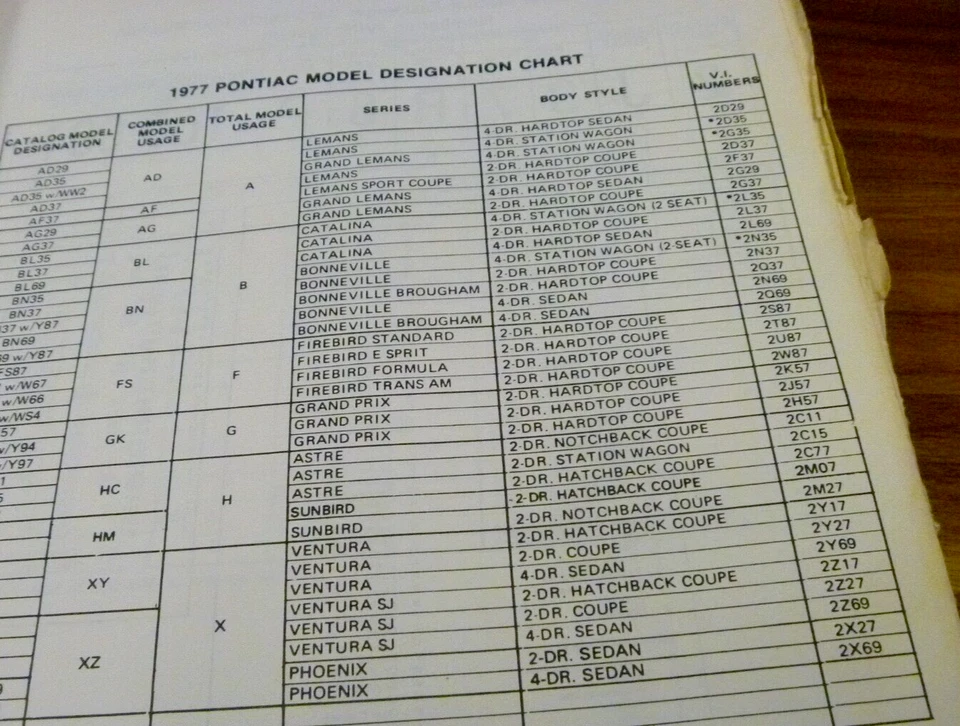 1977 PONTIAC MODEL DESIGNATION CHART
CATALOG MODEL DESIGNATION COMBINED MODEL USAGE TOTAL MODEL USAGE SERIES BODY STYLE V.I. NUMBERS
AD29 LEMANS 4-DR. HARDTOP SEDAN 2D29
AD35 LEMANS 4-DR. STATION WAGON *2D35
AD35 w/WW2 AD GRAND LEMANS 4-DR. STATION WAGON *2G35
AD37 A LEMANS 2-DR. HARDTOP COUPE 2D37
AF37 AF LEMANS SPORT COUPE 2-DR. HARDTOP COUPE 2F37
AG29 AG GRAND LEMANS 4-DR. HARDTOP SEDAN 2G29
AG37 GRAND LEMANS 2-DR. HARDTOP COUPE 2G37
BL35 CATALINA 4-DR. STATION WAGON (2 SEAT) *2L35
BL37 BL CATALINA 2-DR. HARDTOP COUPE 2L37
BL69 CATALINA 4-DR. HARDTOP SEDAN 2L69
BN35 B BONNEVILLE 4-DR. STATION WAGON (2-SEAT) *2N35
BN37 BONNEVILLE 2-DR. HARDTOP COUPE 2N37
37 w/Y87 BN BONNEVILLE BROUGHAM 2-DR. HARDTOP COUPE 2Q37
BN69 BONNEVILLE 4-DR. SEDAN 2N69
9 w/Y87 BONNEVILLE BROUGHAM 4-DR. SEDAN 2Q69
FS87 FIREBIRD STANDARD 2-DR. HARDTOP COUPE 2S87
w/W67 FS F FIREBIRD E SPRIT 2-DR. HARDTOP COUPE 2T87
w/W66 FIREBIRD FORMULA 2-DR. HARDTOP COUPE 2U87
w/WS4 FIREBIRD TRANS AM 2-DR. HARDTOP COUPE 2W87
57 GRAND PRIX 2-DR. HARDTOP COUPE 2K57
w/Y94 GK G GRAND PRIX 2-DR. HARDTOP COUPE 2J57
w/Y97 GRAND PRIX 2-DR. HARDTOP COUPE 2H57
1 ASTRE 2-DR. NOTCHBACK COUPE 2C11
5 HC ASTRE 2-DR. STATION WAGON 2C15
H ASTRE 2-DR. HATCHBACK COUPE 2C77
SUNBIRD -2-DR. HATCHBACK COUPE 2M07
HM SUNBIRD 2-DR. NOTCHBACK COUPE 2M27
VENTURA 2-DR. HATCHBACK COUPE 2Y17
XY VENTURA 2-DR. COUPE 2Y27
VENTURA 4-DR. SEDAN 2Y69
VENTURA SJ 2-DR. HATCHBACK COUPE 2Z17
X VENTURA SJ 2-DR. COUPE 2Z27
XZ VENTURA SJ 4-DR. SEDAN 2Z69
PHOENIX 2-DR. SEDAN 2X27
9 PHOENIX 4-DR. SEDAN 2X69